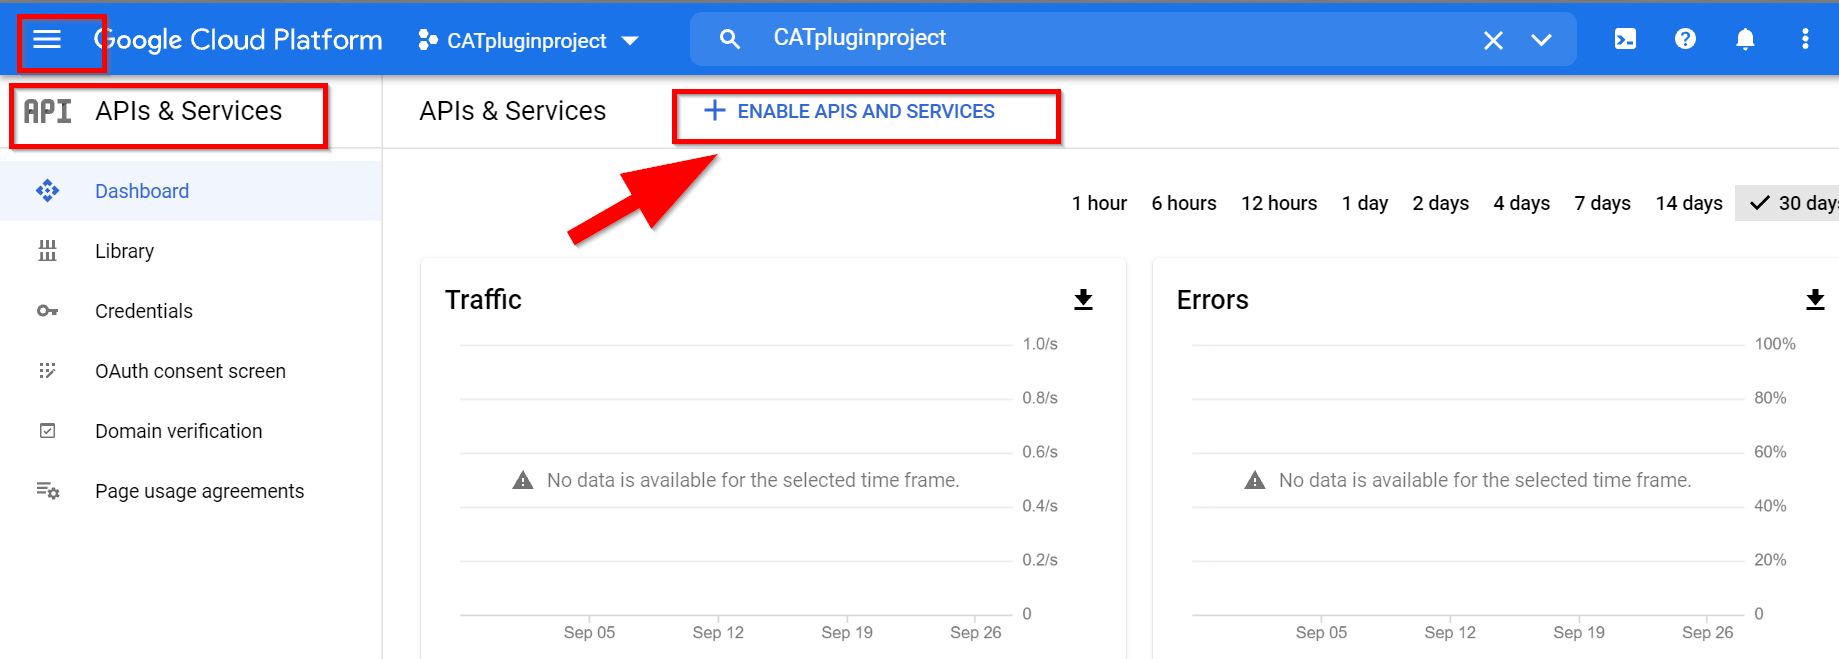 Google Cloud Platform CATpluginproject CATpluginproject
API APIs & Services APIs & Services ENABLE APIS AND SERVICES
Dashboard
Library
Credentials
OAuth consent screen
Domain verification
Page usage agreements
1 hour 6 hours 12 hours 1 day 2 days 4 days 7 days 14 days 30 days
Traffic
1.0/s
0.8/s
0.6/s
No data is available for the selected time frame.
0.4/s
0.2/s
0
Sep 05 Sep 12 Sep 19 Sep 26
Errors
100%
80%
60%
No data is available for the selected time frame.
40%
20%
0
Sep 05 Sep 12 Sep 19 Sep 26